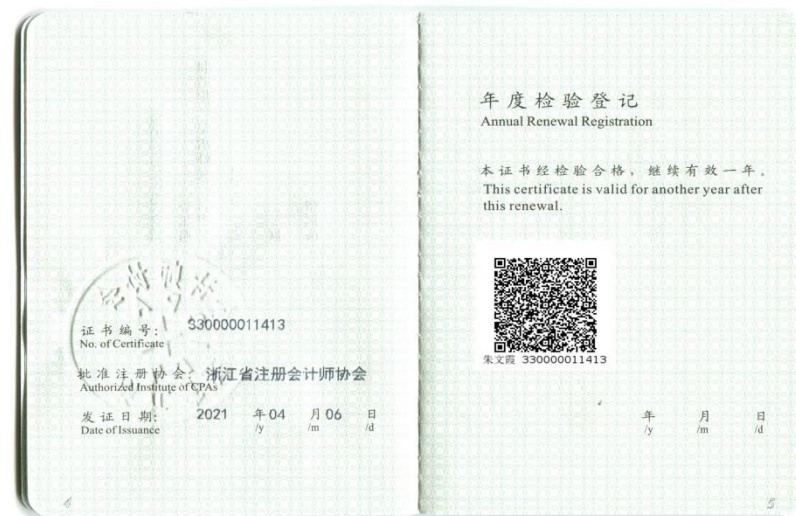 证书编号: 330000011413
No. of Certificate
批准注册协会: 浙江省注册会计师协会
Authorized Institute of CPAs
发证日期: 2021 年 04 月 06 日
Date of Issuance /y /m /d
4
年度检验登记
Annual Renewal Registration
本证书经检验合格，继续有效一年。
This certificate is valid for another year after
this renewal.
朱文霞 330000011413
年 月 日
/y /m /d
5